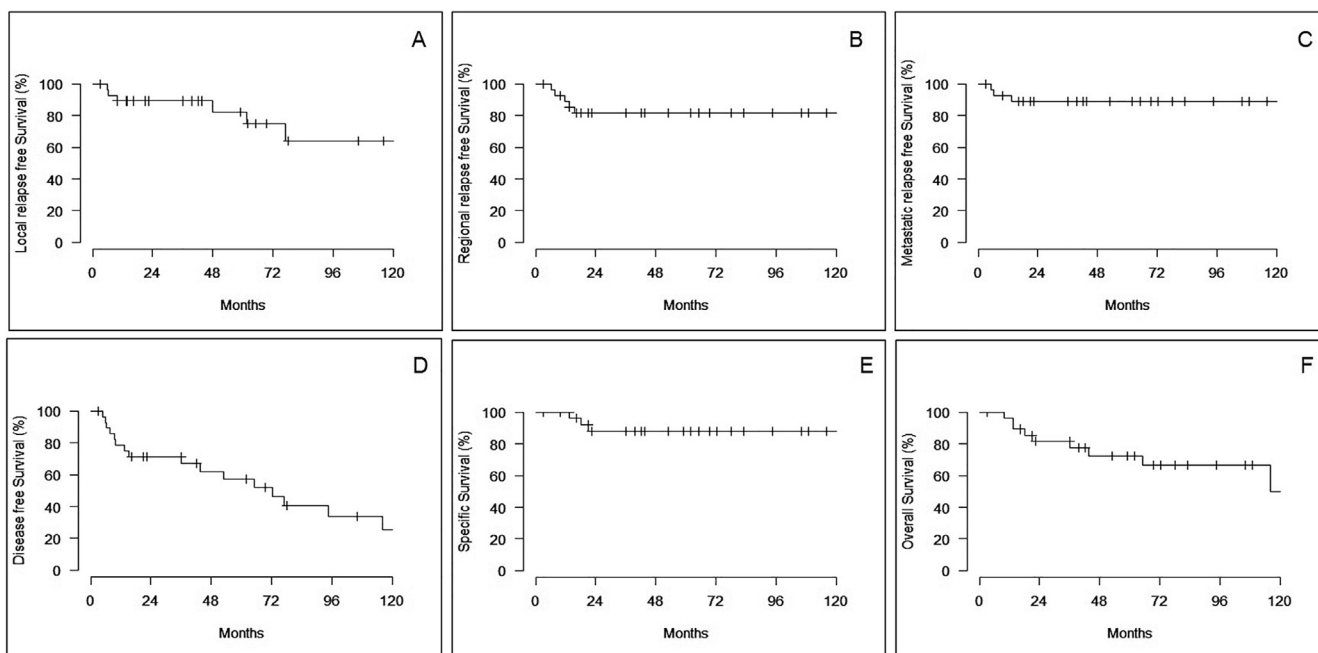 A
Local relapse free Survival (%)
100
80
60
40
20
0
0 24 48 72 96 120
Months
B
Regional relapse free Survival (%)
100
80
60
40
20
0
0 24 48 72 96 120
Months
C
Metastatic relapse free Survival (%)
100
80
60
40
20
0
0 24 48 72 96 120
Months
D
Disease free Survival (%)
100
80
60
40
20
0
0 24 48 72 96 120
Months
E
Specific Survival (%)
100
80
60
40
20
0
0 24 48 72 96 120
Months
F
Overall Survival (%)
100
80
60
40
20
0
0 24 48 72 96 120
Months